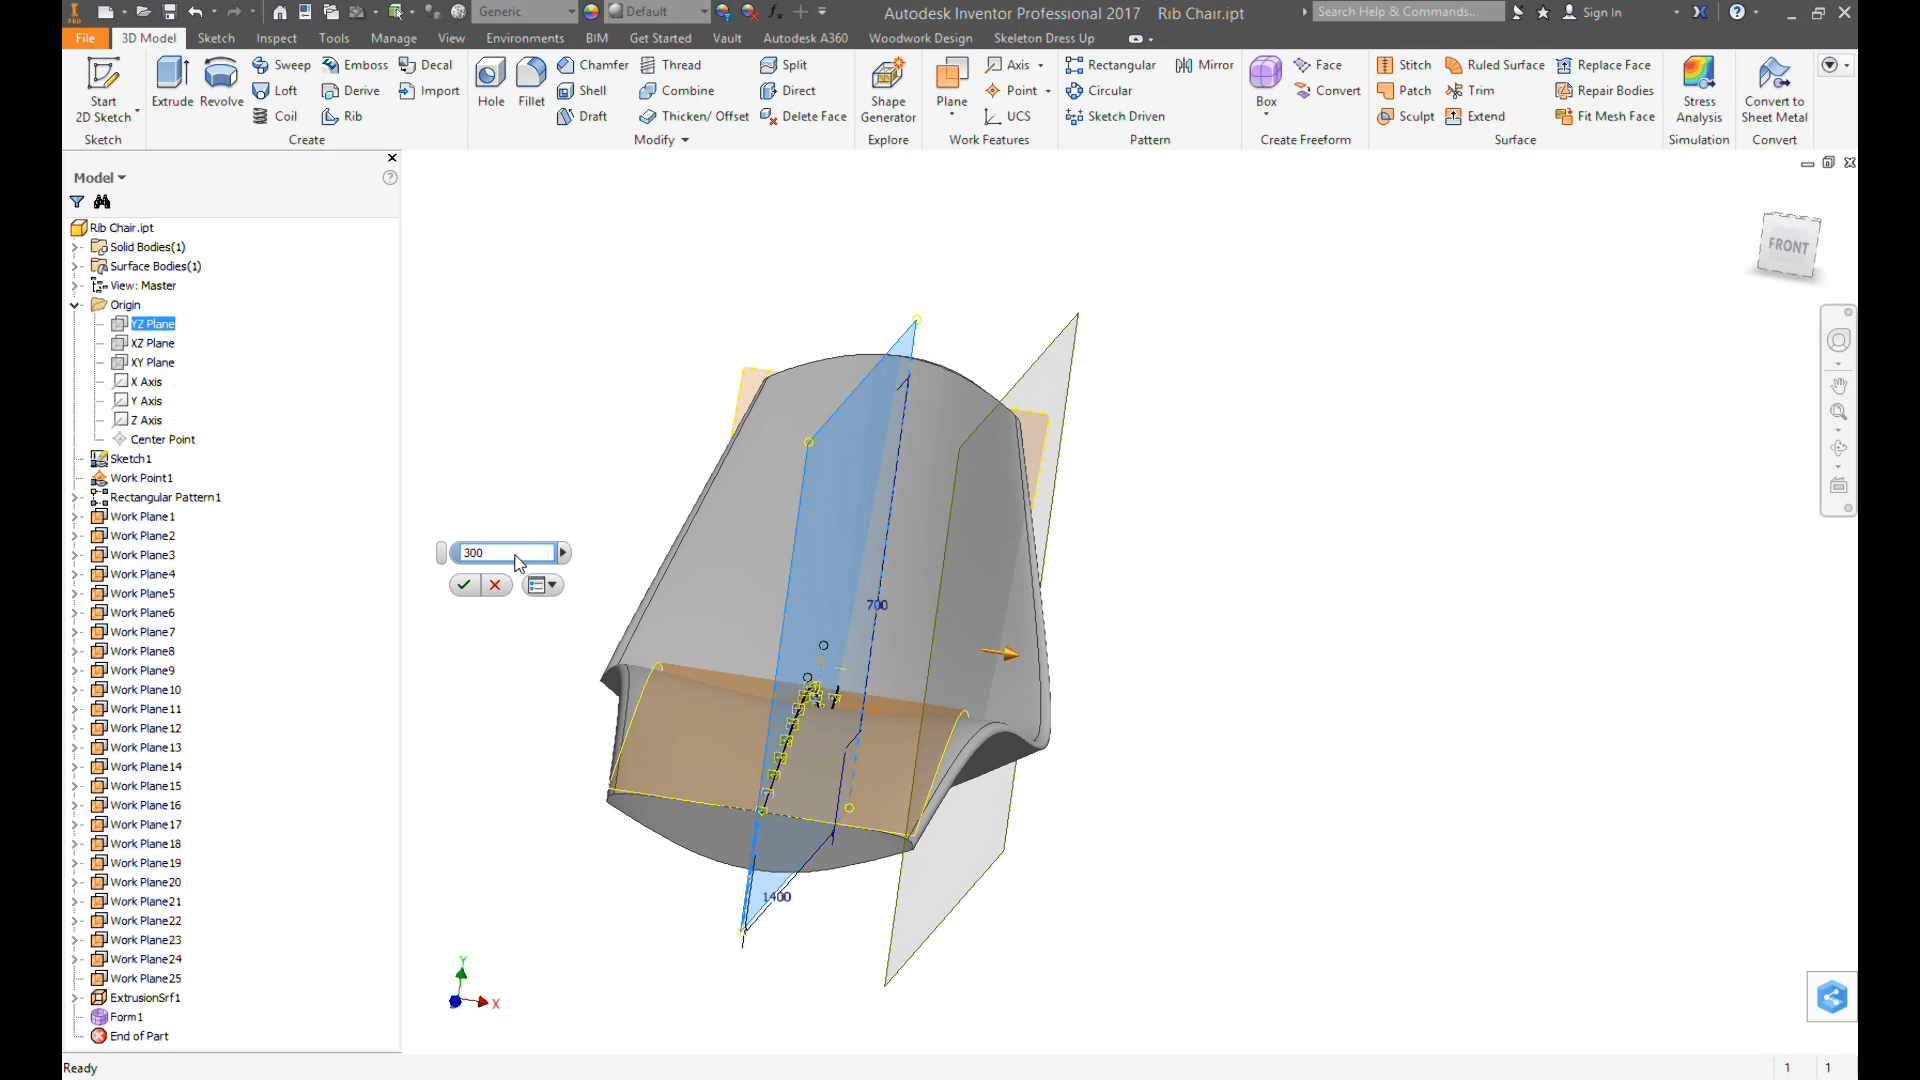 PRO
Generic
Default
Autodesk Inventor Professional 2017 Rib Chair.ipt
Search Help & Commands...
Sign In
File
3D Model
Sketch
Inspect
Tools
Manage
View
Environments
BIM
Get Started
Vault
Autodesk A360
Woodwork Design
Skeleton Dress Up
Start
2D Sketch
Extrude
Revolve
Sweep
Loft
Coil
Emboss
Derive
Rib
Decal
Import
Hole
Fillet
Chamfer
Shell
Draft
Thread
Combine
Thicken/ Offset
Split
Direct
Delete Face
Shape
Generator
Plane
Axis
Point
UCS
Rectangular
Circular
Sketch Driven
Mirror
Box
Face
Convert
Stitch
Patch
Sculpt
Ruled Surface
Trim
Extend
Replace Face
Repair Bodies
Fit Mesh Face
Stress
Analysis
Convert to
Sheet Metal
Sketch
Create
Modify
Explore
Work Features
Pattern
Create Freeform
Surface
Simulation
Convert
Model
Rib Chair.ipt
Solid Bodies(1)
Surface Bodies(1)
View: Master
Origin
YZ Plane
XZ Plane
XY Plane
X Axis
Y Axis
Z Axis
Center Point
Sketch1
Work Point1
Rectangular Pattern1
Work Plane1
Work Plane2
Work Plane3
Work Plane4
Work Plane5
Work Plane6
Work Plane7
Work Plane8
Work Plane9
Work Plane10
Work Plane11
Work Plane12
Work Plane13
Work Plane14
Work Plane15
Work Plane16
Work Plane17
Work Plane18
Work Plane19
Work Plane20
Work Plane21
Work Plane22
Work Plane23
Work Plane24
Work Plane25
ExtrusionSrf1
Form1
End of Part
FRONT
300
700
1400
Y
X
Ready
1
1